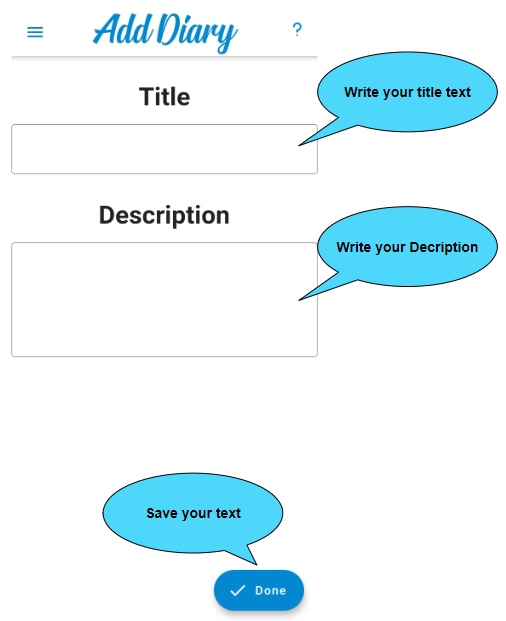 Add Diary
?
Title
Write your title text
Description
Write your Decription
Save your text
Done